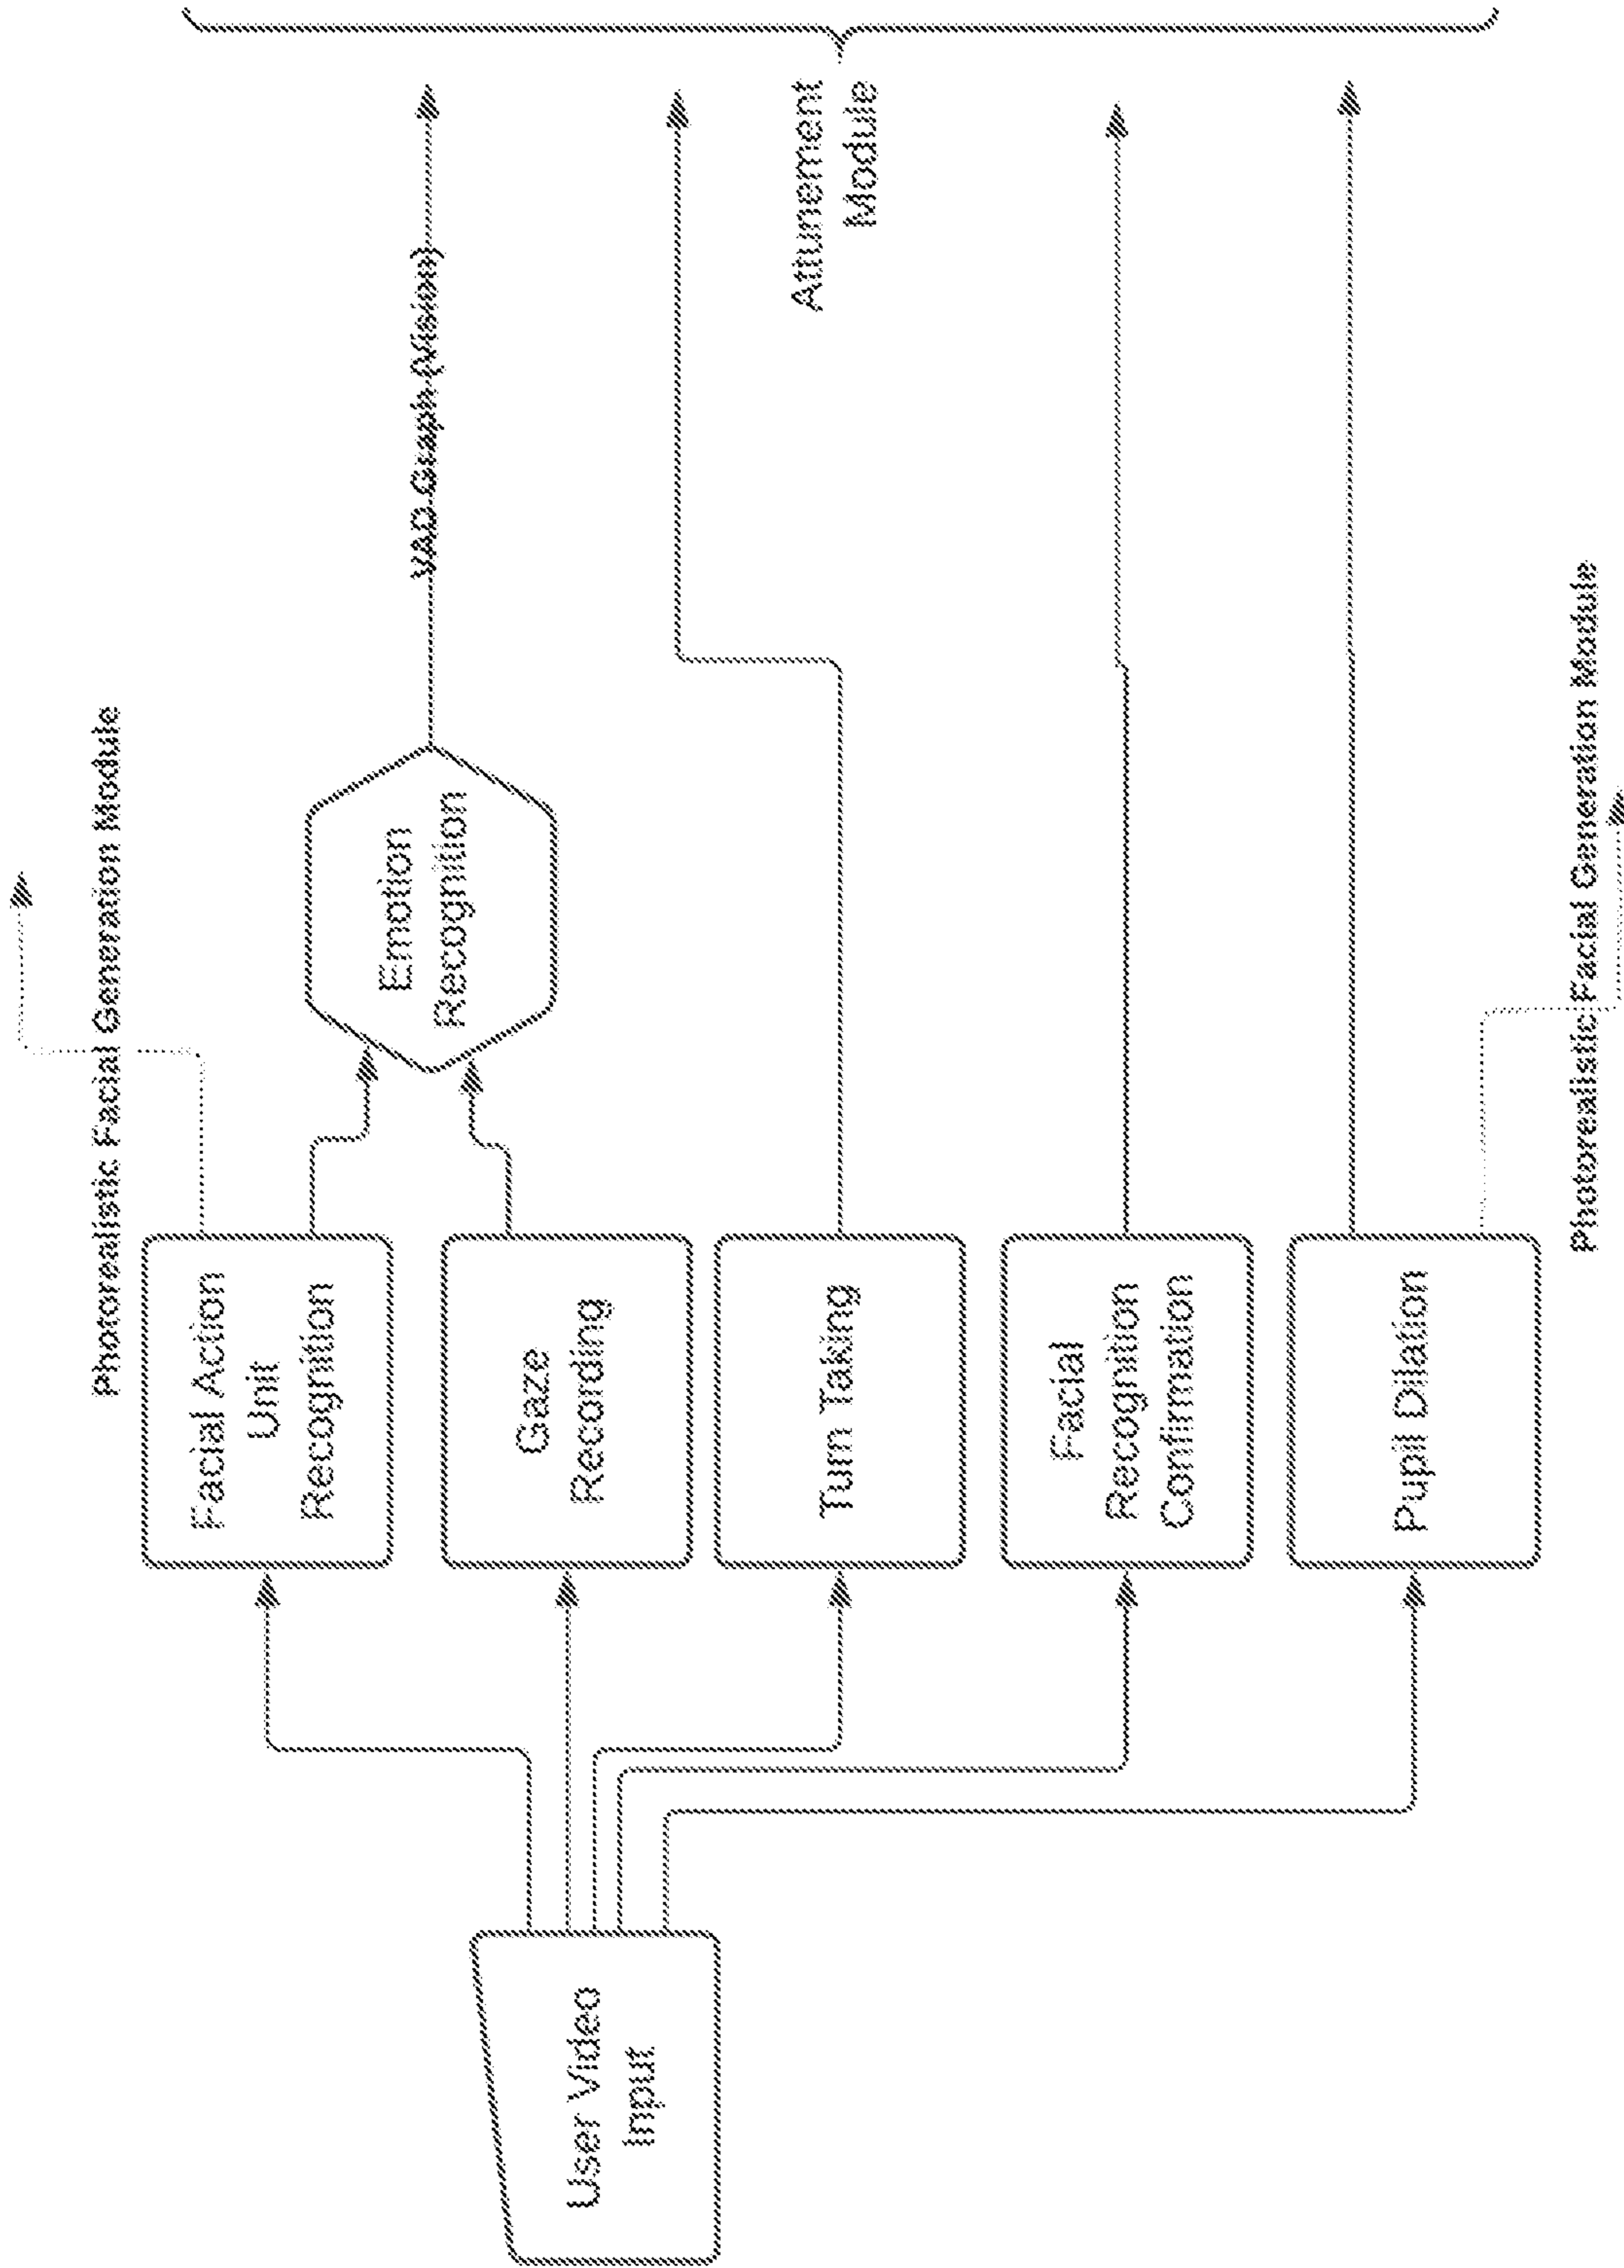 Photorealistic Facial Generation Module
User Video
Input
Facial Action
Unit
Recognition
Gaze
Recording
Turn Taking
Facial
Recognition
Confirmation
Pupil Dilation
Emotion
Recognition
VAD Graph (Vision)
Attunement
Module
Photorealistic Facial Generation Module